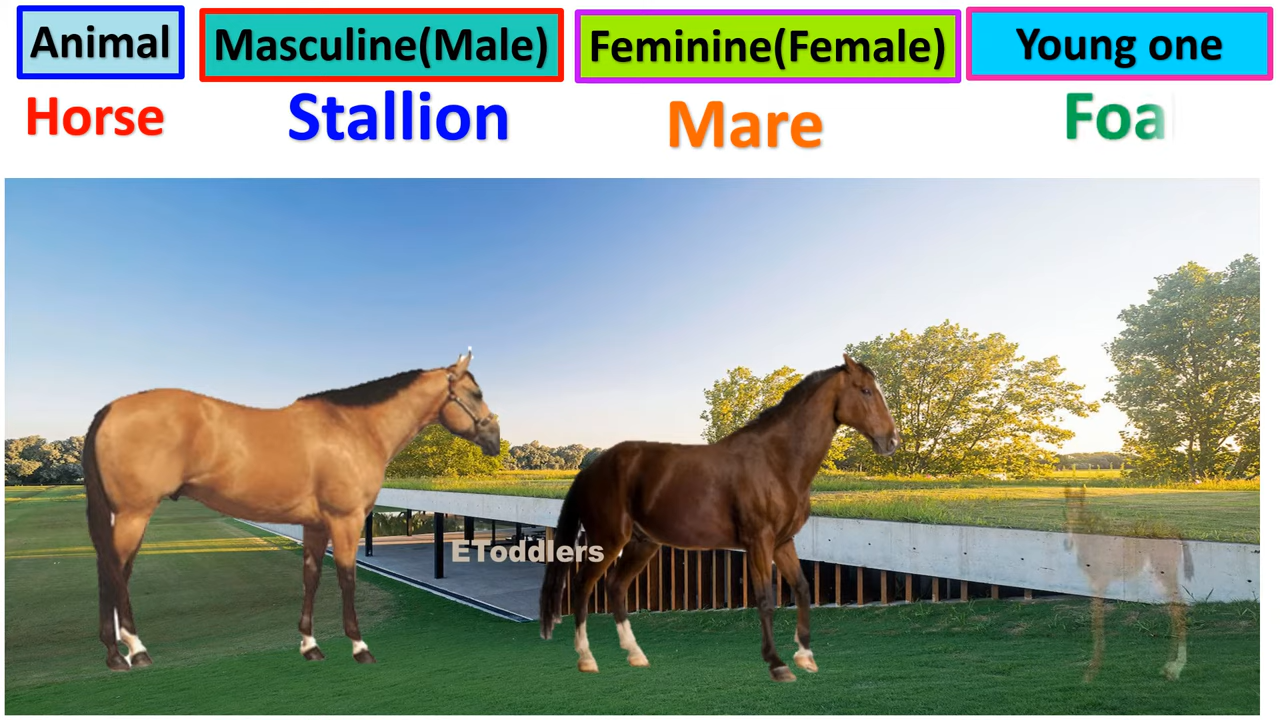 Animal Masculine(Male) Feminine(Female) Young one
Horse Stallion Mare Foa
EToddlers